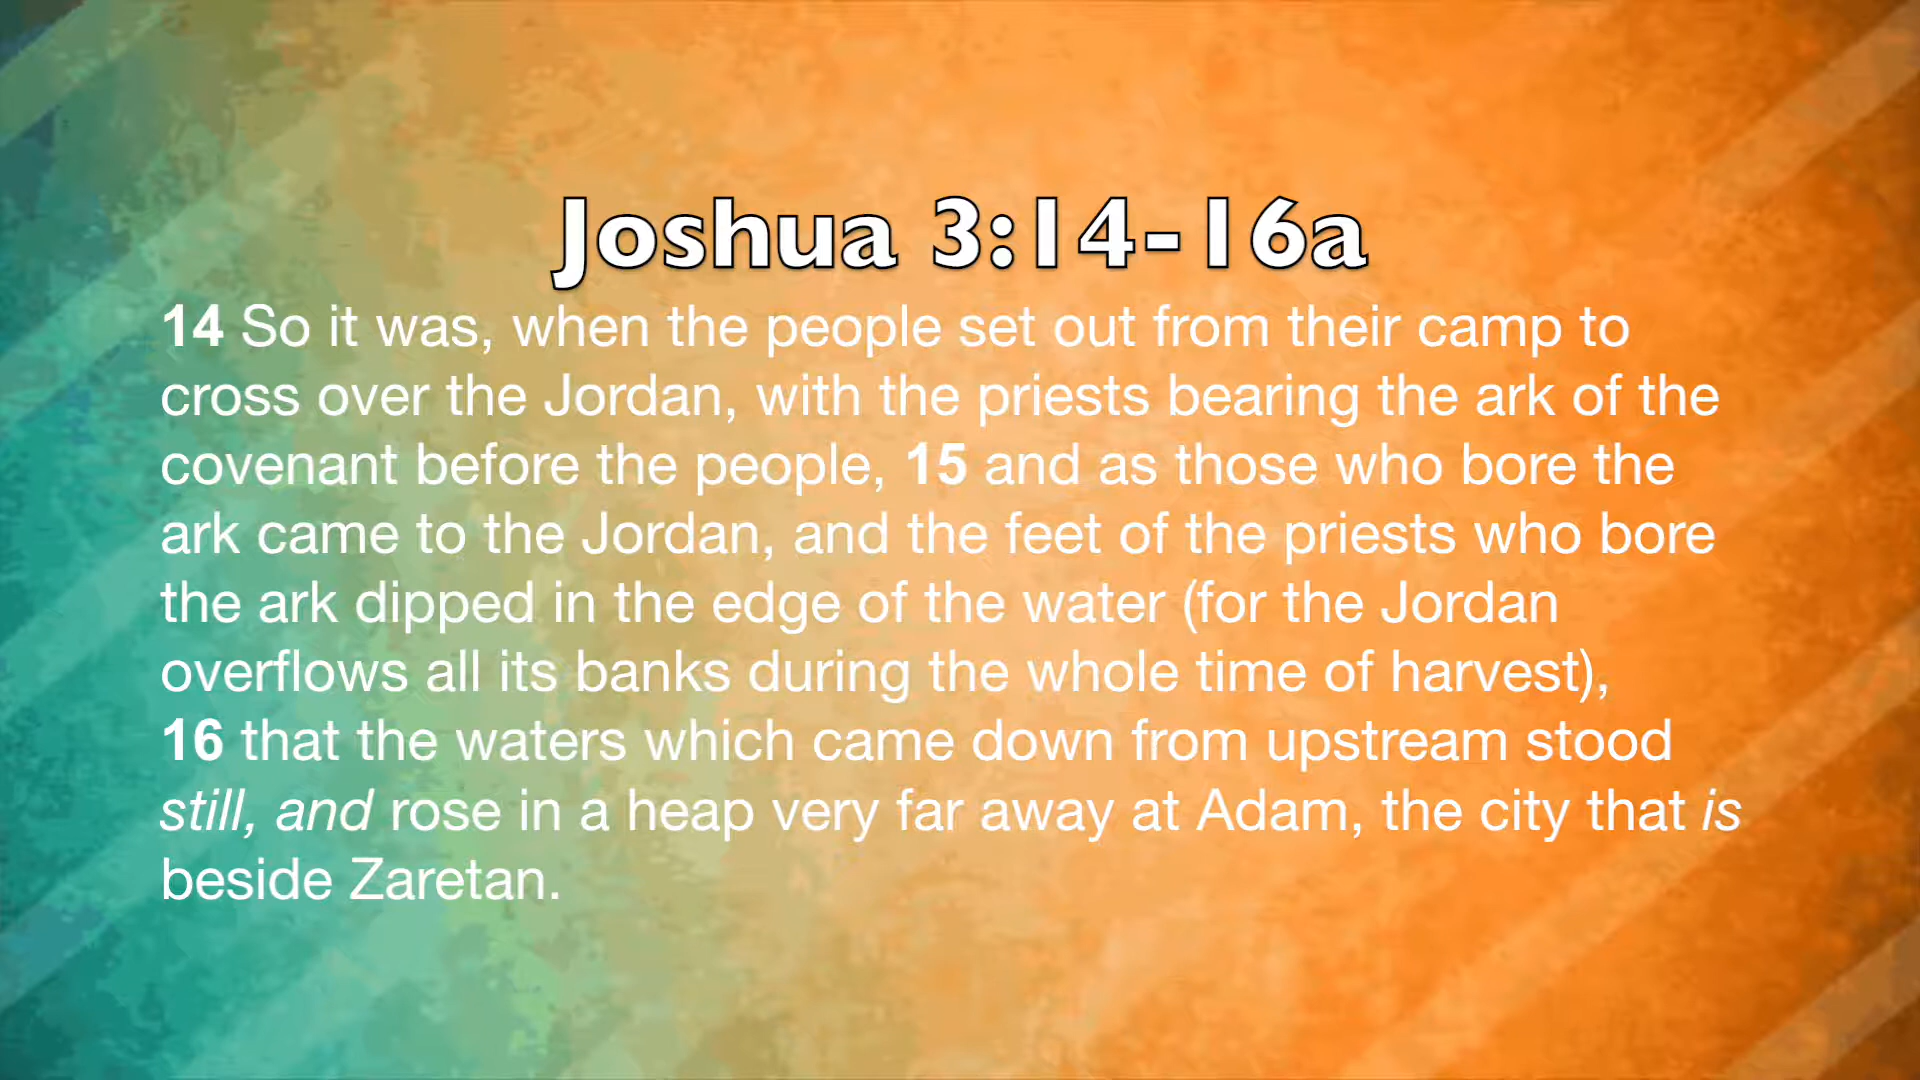 Joshua 3:14-16a
14 So it was, when the people set out from their camp to
cross over the Jordan, with the priests bearing the ark of the
covenant before the people, 15 and as those who bore the
ark came to the Jordan, and the feet of the priests who bore
the ark dipped in the edge of the water (for the Jordan
overflows all its banks during the whole time of harvest),
16 that the waters which came down from upstream stood
still, and rose in a heap very far away at Adam, the city that is
beside Zaretan.